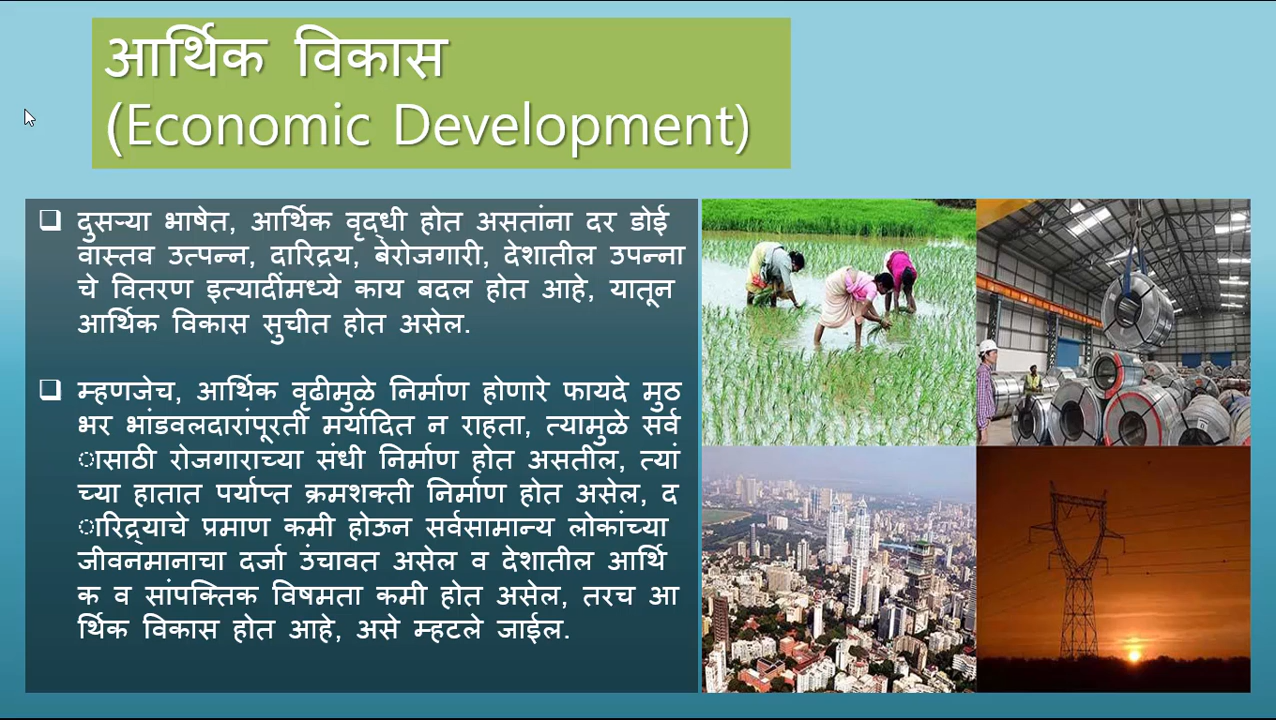 आर्थिक विकास
(Economic Development)
❑ दुसऱ्या भाषेत, आर्थिक वृद्धी होत असतांना दर डोई
वास्तव उत्पन्न, दारिद्रय, बेरोजगारी, देशातील उपन्ना
चे वितरण इत्यादींमध्ये काय बदल होत आहे, यातून
आर्थिक विकास सुचीत होत असेल.
❑ म्हणजेच, आर्थिक वृढीमुळे निर्माण होणारे फायदे मुठ
भर भांडवलदारांपूरती मर्यादित न राहता, त्यामुळे सर्व
ासाठी रोजगाराच्या संधी निर्माण होत असतील, त्यां
च्या हातात पर्याप्त क्रमशक्ती निर्माण होत असेल, द
ारिद्र्याचे प्रमाण कमी होऊन सर्वसामान्य लोकांच्या
जीवनमानाचा दर्जा उंचावत असेल व देशातील आर्थि
क व सांपत्तिक विषमता कमी होत असेल, तरच आ
र्थिक विकास होत आहे, असे म्हटले जाईल.